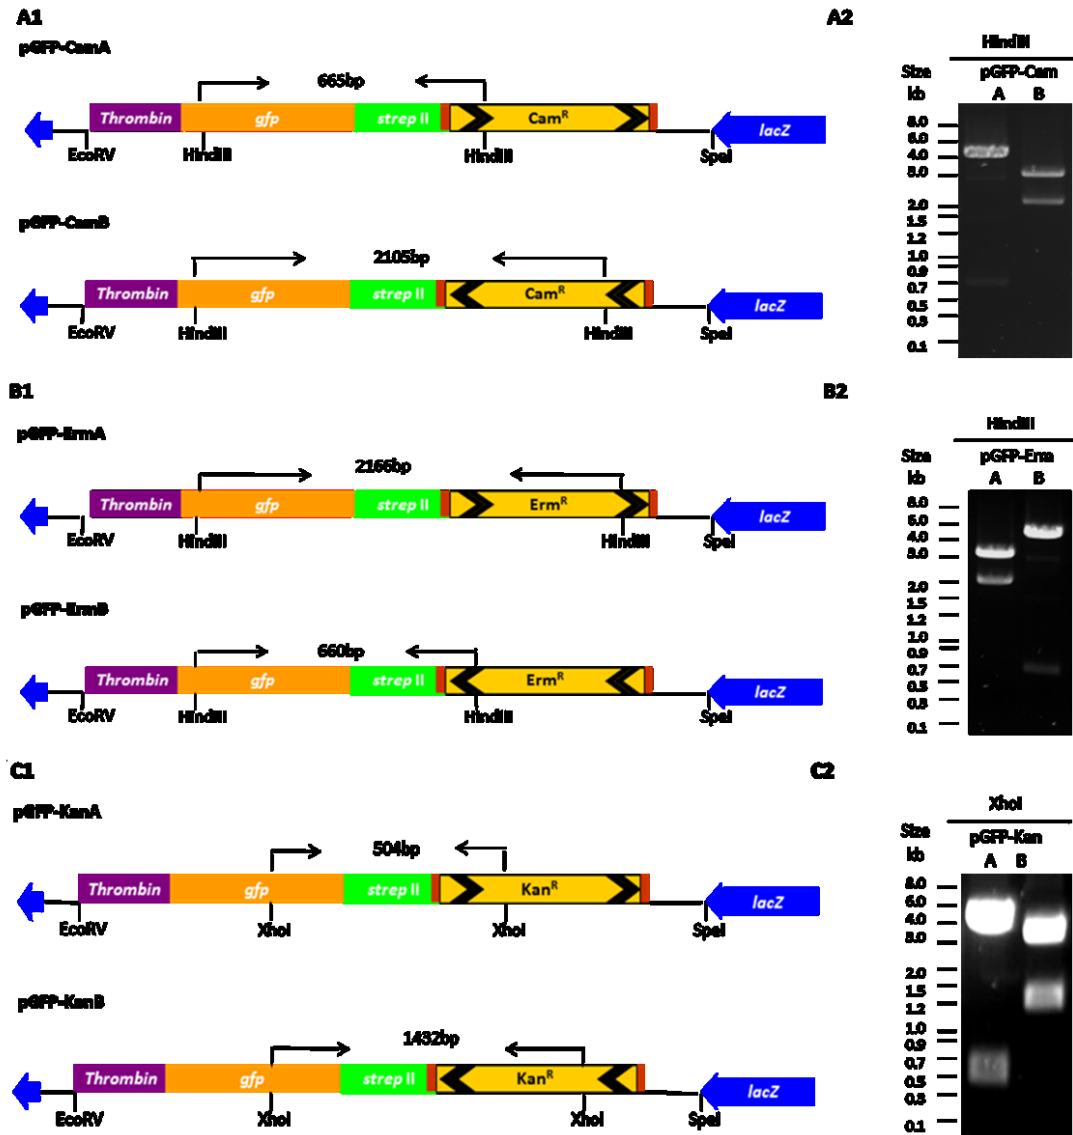 A1
pGFP-CamA
665bp
Thrombin gfp strep II CamR lacZ
EcoRV HindIII HindIII SpeI
pGFP-CamB
2105bp
Thrombin gfp strep II CamR lacZ
EcoRV HindIII HindIII SpeI
A2
HindIII
Size pGFP-Cam
kb A B
8.0
6.0
4.0
3.0
2.0
1.5
1.2
1.0
0.9
0.7
0.5
0.3
0.1
B1
pGFP-ErmA
2166bp
Thrombin gfp strep II ErmR lacZ
EcoRV HindIII HindIII SpeI
pGFP-ErmB
660bp
Thrombin gfp strep II ErmR lacZ
EcoRV HindIII HindIII SpeI
B2
HindIII
Size pGFP-Erm
kb A B
8.0
6.0
4.0
3.0
2.0
1.5
1.2
1.0
0.9
0.7
0.5
0.3
0.1
C1
pGFP-KanA
504bp
Thrombin gfp strep II KanR lacZ
EcoRV XhoI XhoI SpeI
pGFP-KanB
1432bp
Thrombin gfp strep II KanR lacZ
EcoRV XhoI XhoI SpeI
C2
XhoI
Size pGFP-Kan
kb A B
8.0
6.0
4.0
3.0
2.0
1.5
1.2
1.0
0.9
0.7
0.5
0.3
0.1